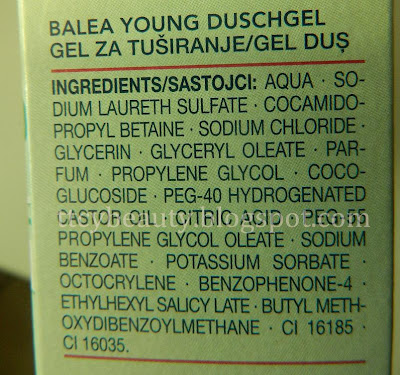 BALEA YOUNG DUSCHGEL
GEL ZA TUŠIRANJE/GEL DUŞ
INGREDIENTS/SASTOJCI: AQUA · SO-
DIUM LAURETH SULFATE · COCAMIDO-
PROPYL BETAINE · SODIUM CHLORIDE ·
GLYCERIN · GLYCERYL OLEATE · PAR-
FUM · PROPYLENE GLYCOL · COCO-
GLUCOSIDE · PEG-40 HYDROGENATED
CASTOR OIL · CITRIC ACID · PEG-55
PROPYLENE GLYCOL OLEATE · SODIUM
BENZOATE · POTASSIUM SORBATE ·
OCTOCRYLENE · BENZOPHENONE-4 ·
ETHYLHEXYL SALICYLATE · BUTYL METH-
OXYDIBENZOYLMETHANE · CI 16185 ·
CI 16035.